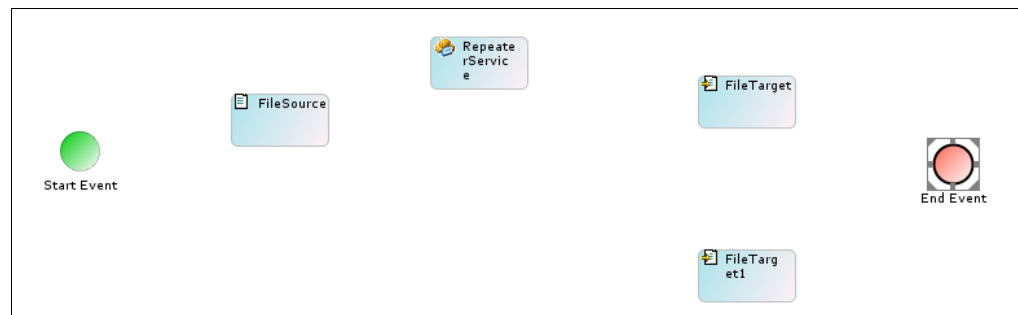 Start Event
FileSource
Repeate
rServic
e
FileTarget
FileTarg
et1
End Event